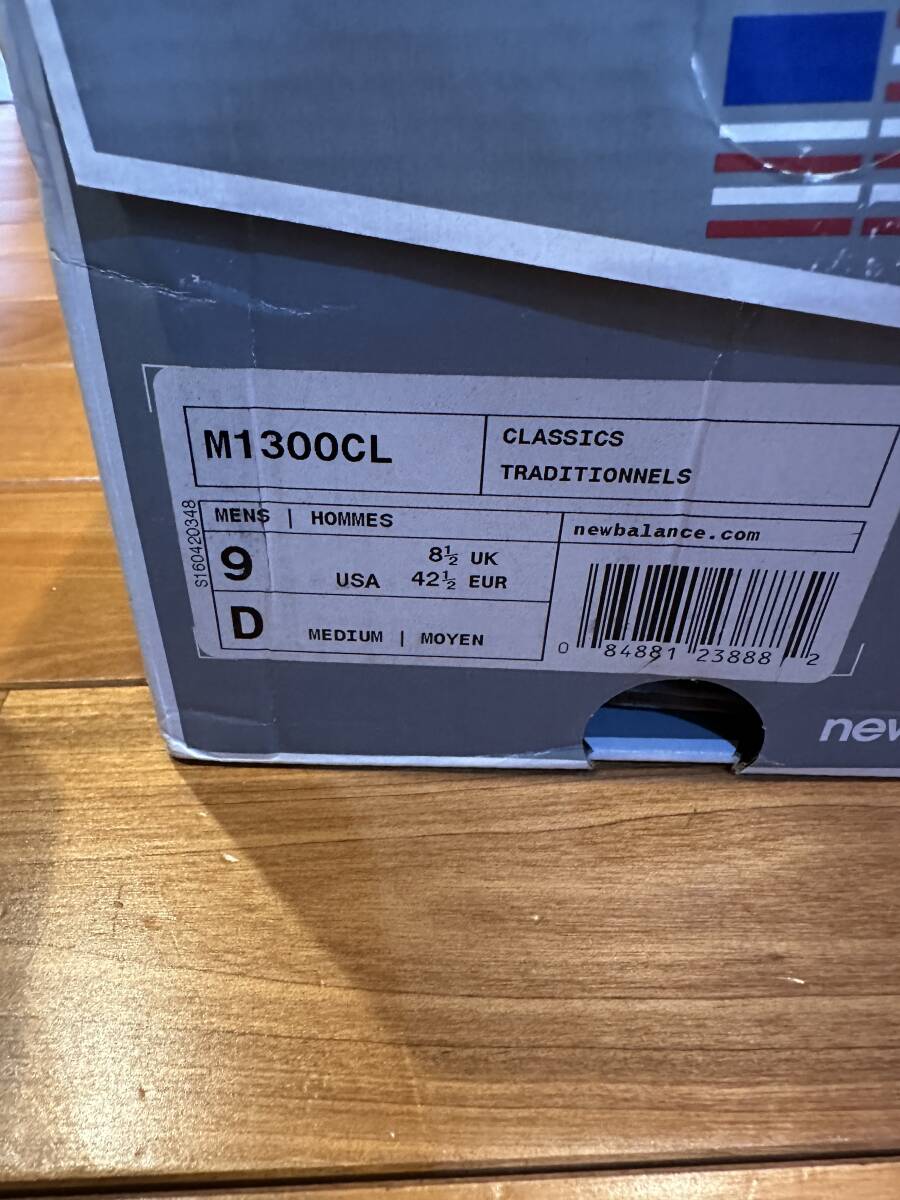 M1300CL
CLASSICS
TRADITIONNELS
S160420348
MENS | HOMMES
newbalance.com
9
8½ UK
USA 42½ EUR
D
MEDIUM | MOYEN
0 84881 23888 2
new